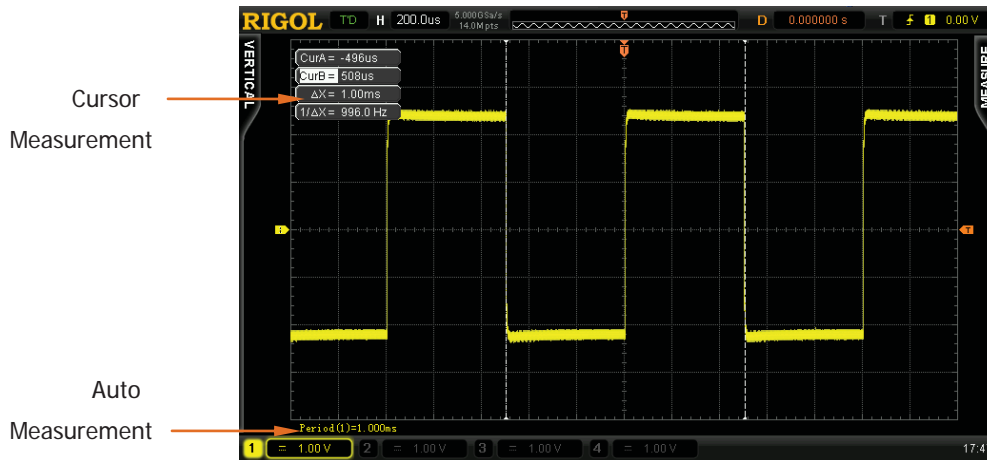 RIGOL T'D H 200.0us 5.000GSa/s 14.0Mpts D 0.000000 s T 1 0.00 V
VERTICAL
MEASURE
CurA = -496us
CurB = 508us
ΔX = 1.00ms
1/ΔX = 996.0 Hz
Cursor
Measurement
T
T
1
T
Auto
Measurement
Period(1)=1.000ms
1 = 1.00 V 2 = 1.00 V 3 = 1.00 V 4 = 1.00 V 17:4